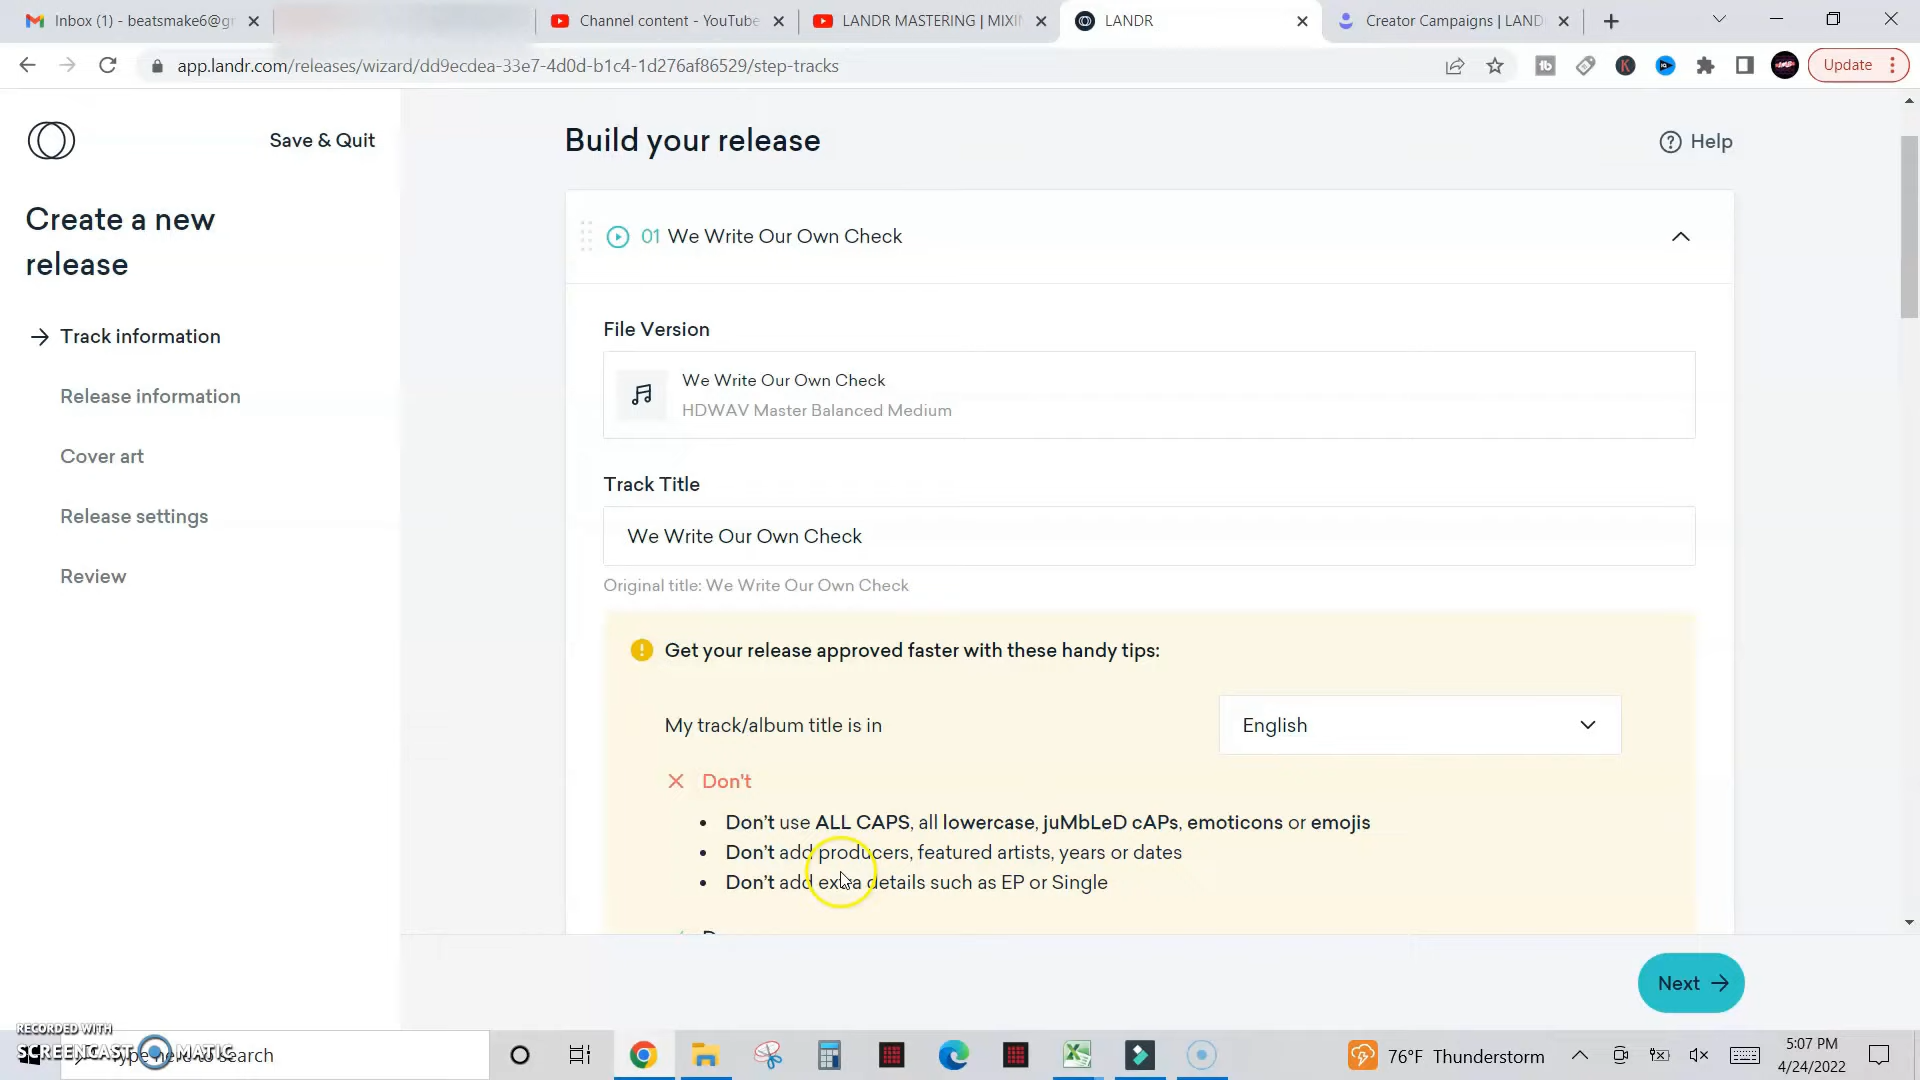 Inbox (1) - beatsmake6@gr
Channel content - YouTube
LANDR MASTERING | MIXIN
LANDR
Creator Campaigns | LAND
app.landr.com/releases/wizard/dd9ecdea-33e7-4d0d-b1c4-1d276af86529/step-tracks
Update
Save & Quit
Build your release
Help
Create a new
release
01 We Write Our Own Check
Track information
File Version
We Write Our Own Check
HDWAV Master Balanced Medium
Release information
Cover art
Track Title
Release settings
We Write Our Own Check
Review
Original title: We Write Our Own Check
Get your release approved faster with these handy tips:
My track/album title is in
English
Don't
Don't use ALL CAPS, all lowercase, juMbLeD cAPs, emoticons or emojis
Don't add producers, featured artists, years or dates
Don't add extra details such as EP or Single
Next
RECORDED WITH
SCREENCAST MATIC
Type here to search
76°F Thunderstorm
5:07 PM
4/24/2022